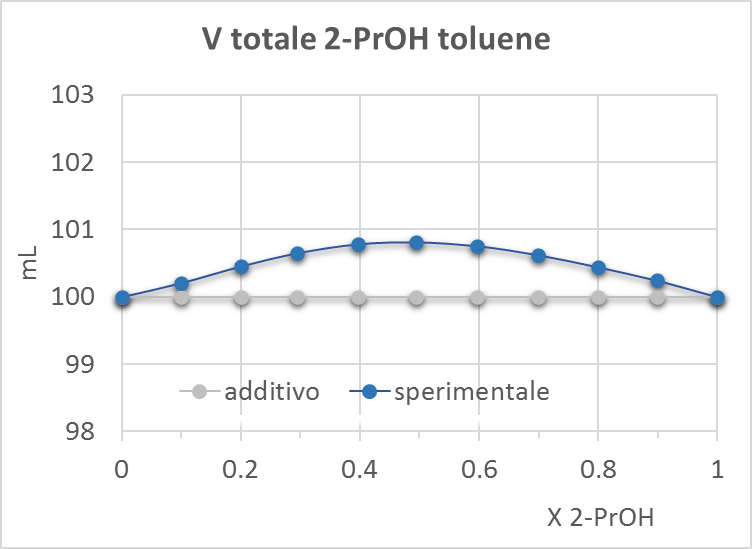 V totale 2-PrOH toluene
103
102
101
100
99
98
mL
additivo sperimentale
0 0.2 0.4 0.6 0.8 1
X 2-PrOH